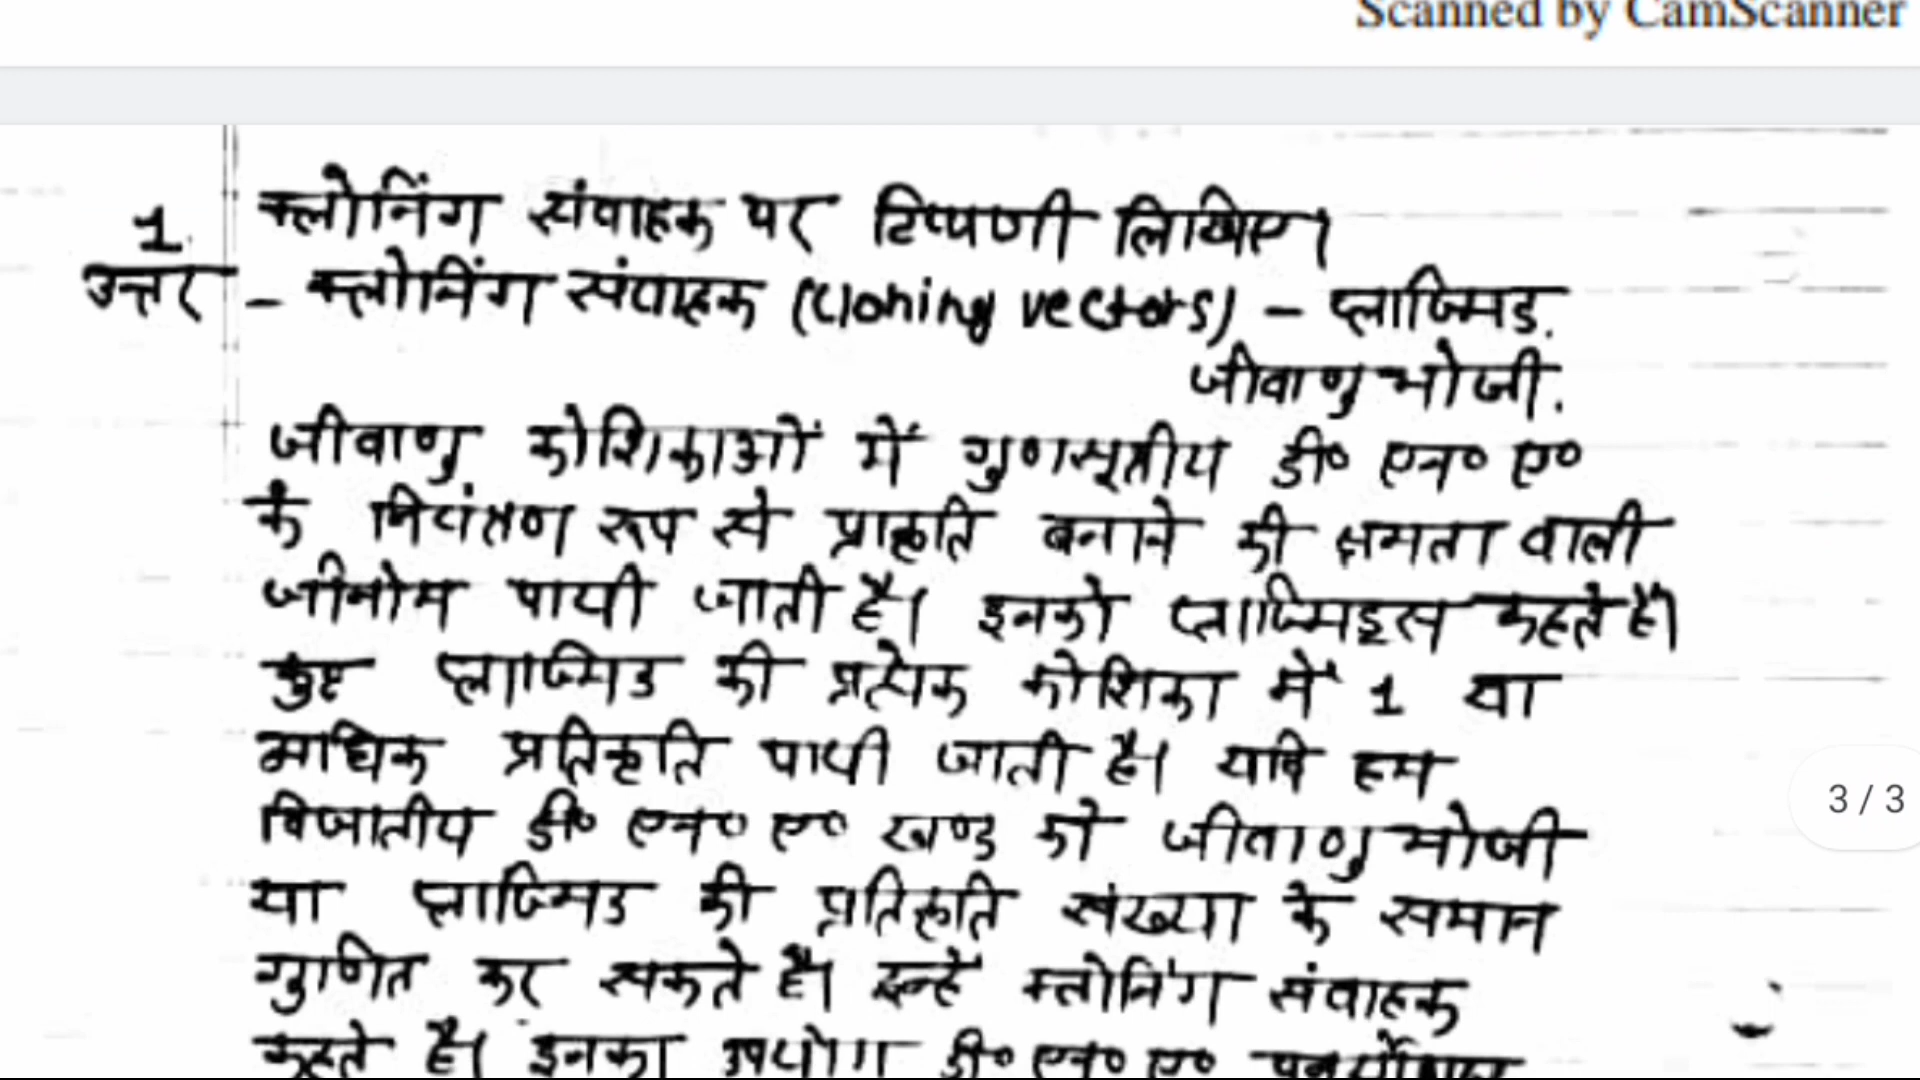 Scanned by CamScanner
1 क्लोनिंग संवाहक पर टिप्पणी लिखिए।
उत्तर - क्लोनिंग संवाहक (Cloning vectors) - प्लाज्मिड.
जीवाणु भोजी.
जीवाणु कोशिकाओं में गुणसूत्रीय डी० एन० ए०
के नियंत्रण रूप से प्राकृति बनाने की क्षमता वाली
जीनोम पायी जाती है। इनको प्लाज्मिड्स कहते हैं।
कुछ प्लाज्मिड की प्रत्येक कोशिका में 1 या
अधिक प्रतिकृति पायी जाती है। यदि हम
विजातीय डी० एन० ए० खण्ड को जीवाणु भोजी
या प्लाज्मिड की प्रतिकृति संख्या के समान
गुणित कर सकते हैं। इन्हें क्लोनिंग संवाहक
कहते है। इनका उपयोग डी० एन० ए०
3 / 3